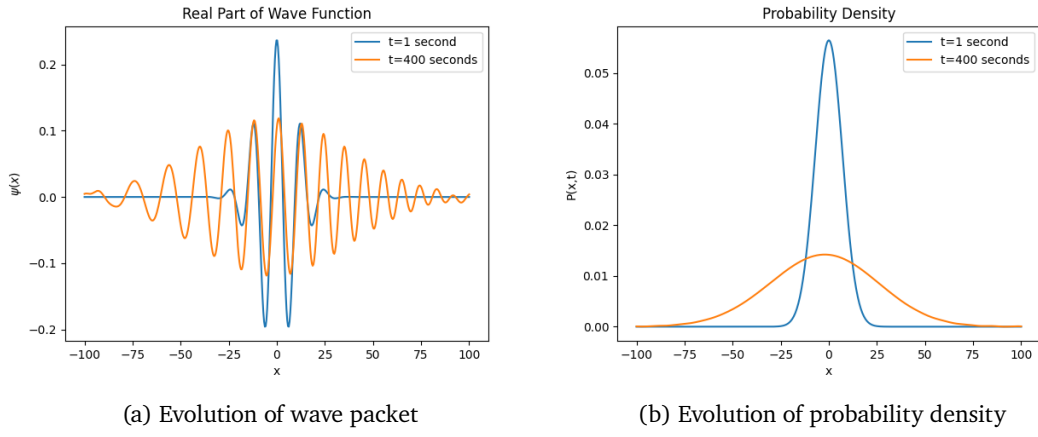 Real Part of Wave Function
t=1 second
t=400 seconds
0.2
0.1
0.0
−0.1
−0.2
ψ(x)
−100
−75
−50
−25
0
25
50
75
100
x
(a) Evolution of wave packet
Probability Density
t=1 second
t=400 seconds
0.05
0.04
0.03
0.02
0.01
0.00
P(x,t)
−100
−75
−50
−25
0
25
50
75
100
x
(b) Evolution of probability density